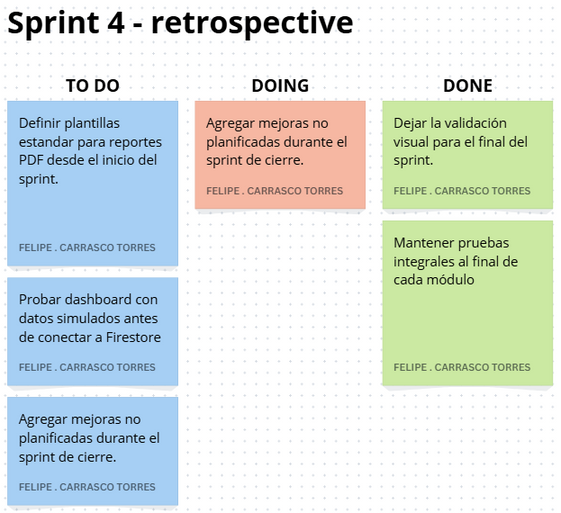 Sprint 4 - retrospective
TO DO
Definir plantillas
estandar para reportes
PDF desde el inicio del
sprint.
FELIPE . CARRASCO TORRES
Probar dashboard con
datos simulados antes
de conectar a Firestore
FELIPE . CARRASCO TORRES
Agregar mejoras no
planificadas durante el
sprint de cierre.
FELIPE . CARRASCO TORRES
DOING
Agregar mejoras no
planificadas durante el
sprint de cierre.
FELIPE . CARRASCO TORRES
DONE
Dejar la validación
visual para el final del
sprint.
FELIPE . CARRASCO TORRES
Mantener pruebas
integrales al final de
cada módulo
FELIPE . CARRASCO TORRES